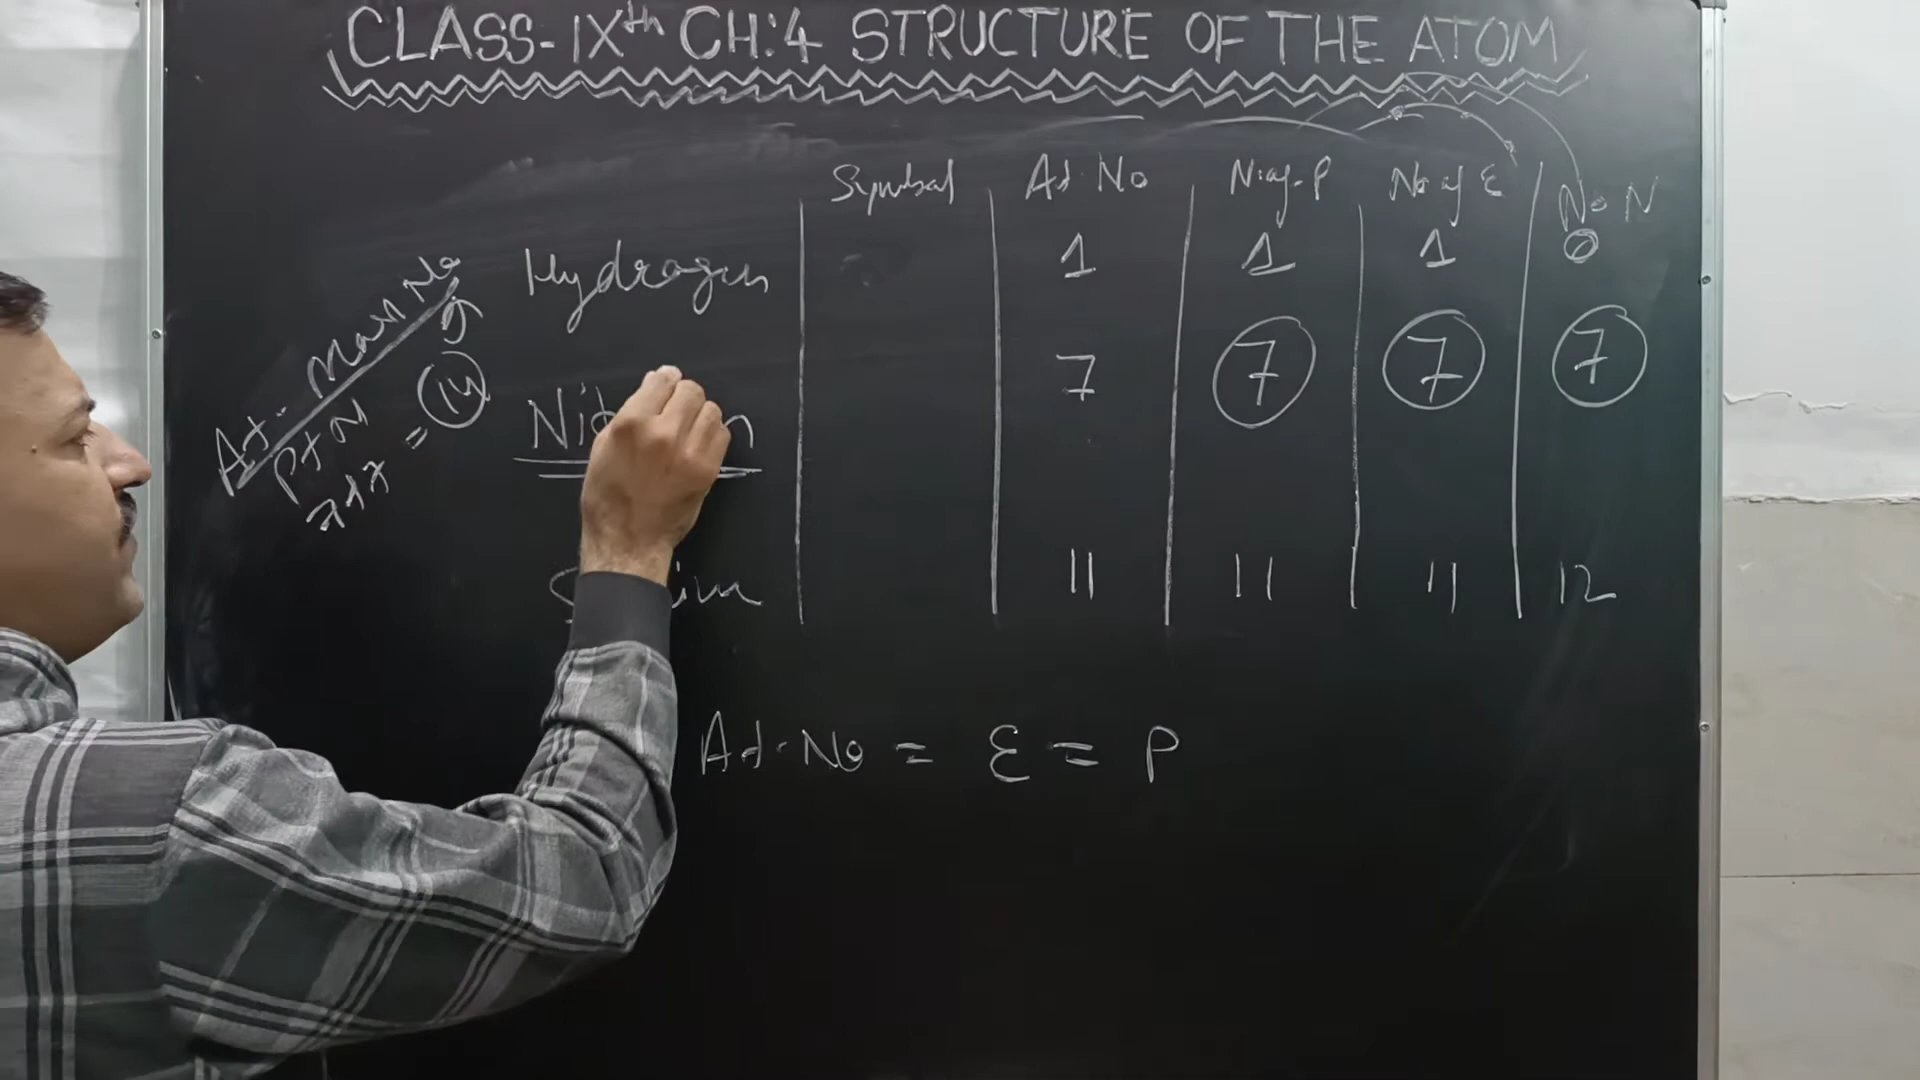 CLASS-IXth CH:4 STRUCTURE OF THE ATOM
Symbol At. No No of P No of E No N
Hydrogen 1 1 1 0
7 7 7 7
11 11 11 12
At. Mass No
P+N
7+7 = 14
At. No = E = P